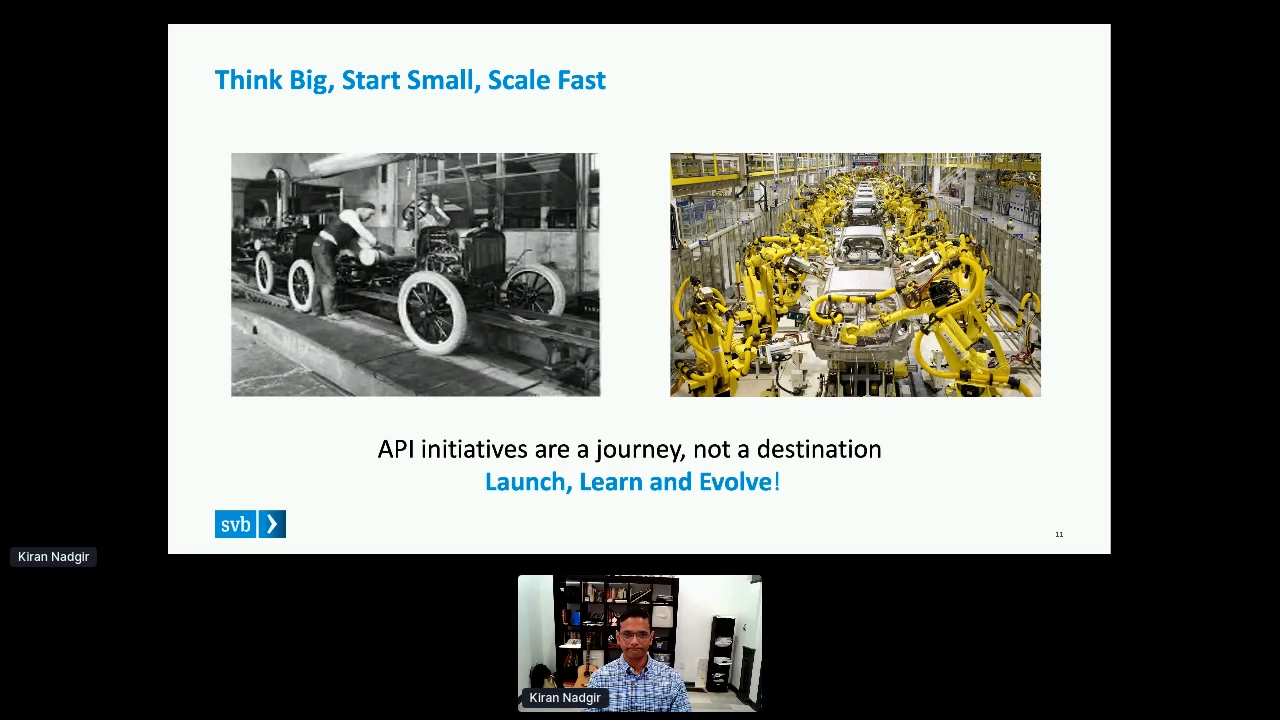 Think Big, Start Small, Scale Fast
API initiatives are a journey, not a destination
Launch, Learn and Evolve!
svb
11
Kiran Nadgir
Kiran Nadgir